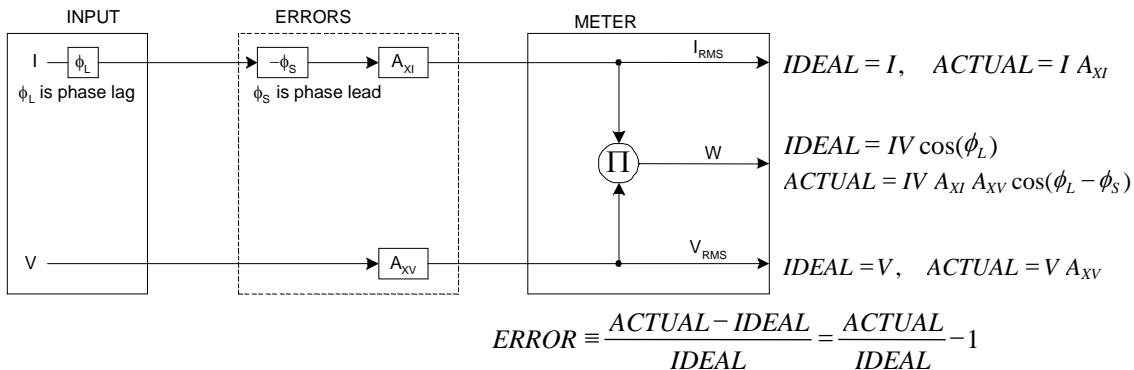 INPUT
ERRORS
METER
I
ϕL
−ϕS
AXI
IRMS
IDEAL = I, ACTUAL = I AXI
ϕL is phase lag
ϕS is phase lead
Π
W
IDEAL = IV cos(ϕL)
ACTUAL = IV AXI AXV cos(ϕL − ϕS)
V
AXV
VRMS
IDEAL = V, ACTUAL = V AXV
ERROR ≡ ACTUAL − IDEAL / IDEAL = ACTUAL / IDEAL − 1